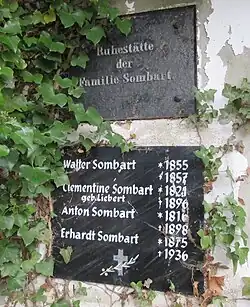 Ruhestätte
der
Familie Sombart
Walter Sombart *1855
†1857
Clementine Sombart *1821
geb. Liebert †1896
Anton Sombart *1816
†1898
Erhardt Sombart *1875
†1936